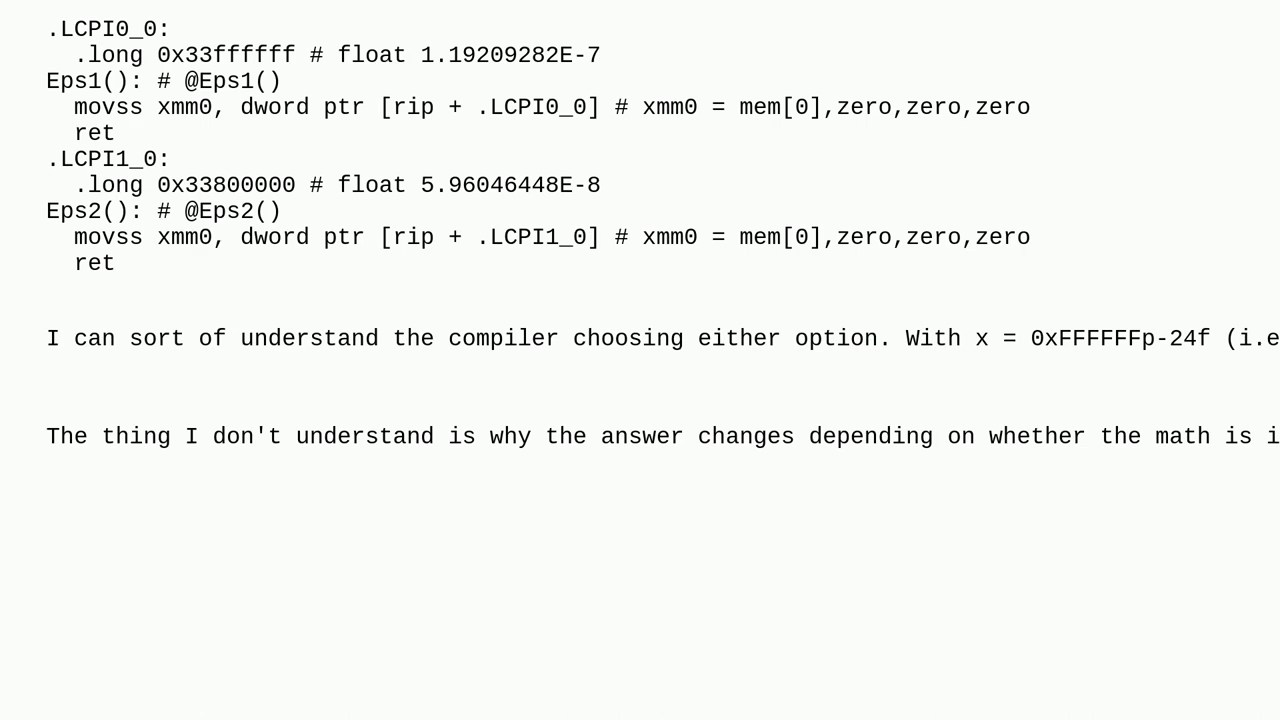 .LCPI0_0:
.long 0x33ffffff # float 1.19209282E-7
Eps1(): # @Eps1()
movss xmm0, dword ptr [rip + .LCPI0_0] # xmm0 = mem[0],zero,zero,zero
ret
.LCPI1_0:
.long 0x33800000 # float 5.96046448E-8
Eps2(): # @Eps2()
movss xmm0, dword ptr [rip + .LCPI1_0] # xmm0 = mem[0],zero,zero,zero
ret
I can sort of understand the compiler choosing either option. With x = 0xFFFFFFp-24f (i.e
The thing I don't understand is why the answer changes depending on whether the math is i